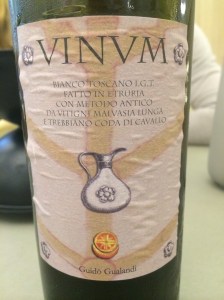 VINVM
BIANCO TOSCANO I.G.T.
FATTO IN ETRURIA
CON METODO ANTICO
DA VITIGNI MALVASIA LUNGA
E TREBBIANO CODA DI CAVALLO
Guido Gualandi